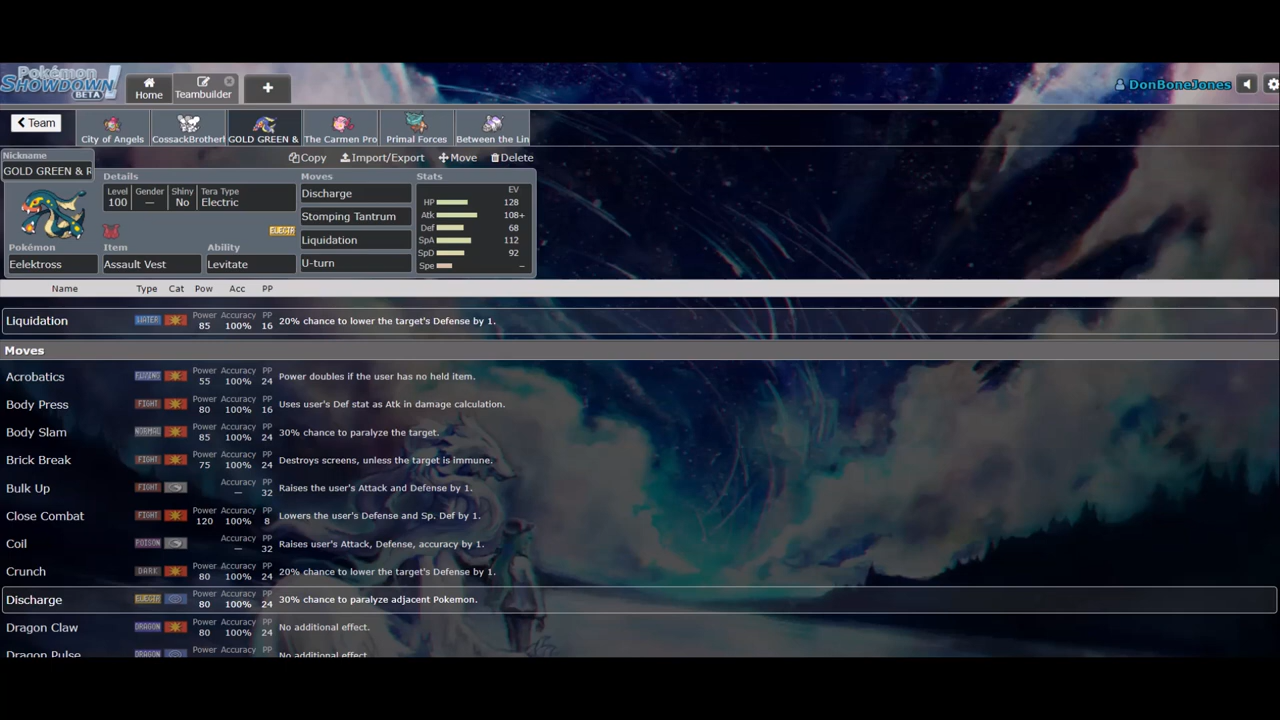 Pokémon
SHOWDOWN!
BETA
Home
Teambuilder
+
DonBoneJones
Team
City of Angels
CossackBrotherh
GOLD GREEN &
The Carmen Pro
Primal Forces
Between the Lin
Nickname
GOLD GREEN & R
Copy
Import/Export
Move
Delete
Details
Level Gender Shiny Tera Type
100 — No Electric
ELECTR
Pokémon
Eelektross
Item
Assault Vest
Ability
Levitate
Moves
Discharge
Stomping Tantrum
Liquidation
U-turn
Stats
EV
HP 128
Atk 108+
Def 68
SpA 112
SpD 92
Spe –
Name Type Cat Pow Acc PP
Liquidation WATER Power 85 Accuracy 100% PP 16 20% chance to lower the target's Defense by 1.
Moves
Acrobatics FLYING Power 55 Accuracy 100% PP 24 Power doubles if the user has no held item.
Body Press FIGHT Power 80 Accuracy 100% PP 16 Uses user's Def stat as Atk in damage calculation.
Body Slam NORMAL Power 85 Accuracy 100% PP 24 30% chance to paralyze the target.
Brick Break FIGHT Power 75 Accuracy 100% PP 24 Destroys screens, unless the target is immune.
Bulk Up FIGHT Accuracy — PP 32 Raises the user's Attack and Defense by 1.
Close Combat FIGHT Power 120 Accuracy 100% PP 8 Lowers the user's Defense and Sp. Def by 1.
Coil POISON Accuracy — PP 32 Raises user's Attack, Defense, accuracy by 1.
Crunch DARK Power 80 Accuracy 100% PP 24 20% chance to lower the target's Defense by 1.
Discharge ELECTR Power 80 Accuracy 100% PP 24 30% chance to paralyze adjacent Pokemon.
Dragon Claw DRAGON Power 80 Accuracy 100% PP 24 No additional effect.
Dragon Pulse DRAGON Power Accuracy PP No additional effect.